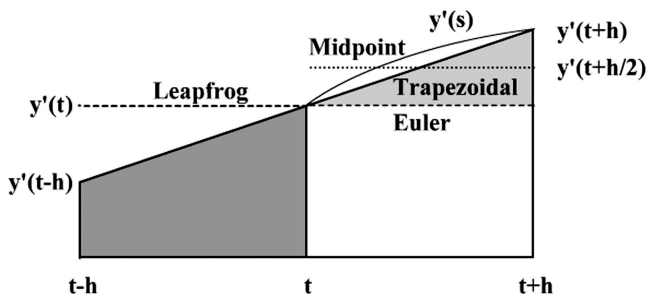 y'(s)
y'(t+h)
Midpoint
y'(t+h/2)
Leapfrog
Trapezoidal
y'(t)
Euler
y'(t-h)
t-h
t
t+h